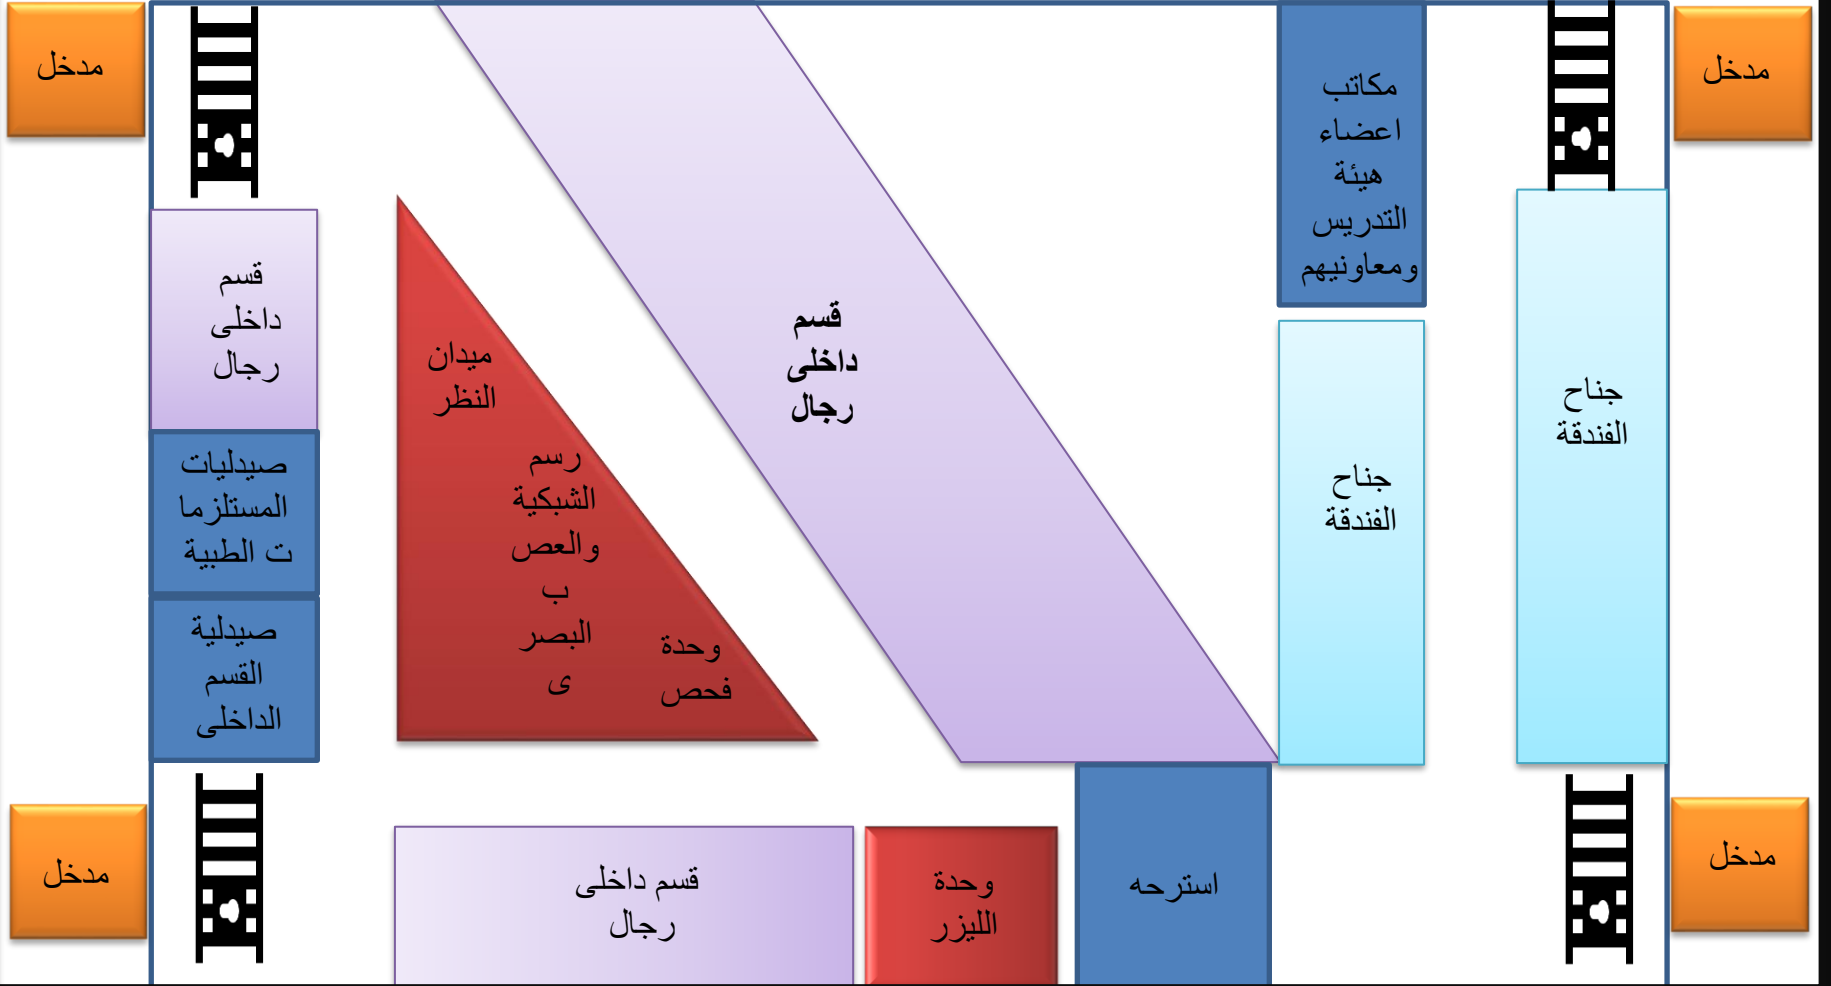 مدخل
مدخل
مكاتب
اعضاء
هيئة
التدريس
ومعاونيهم
قسم
داخلى
رجال
قسم
داخلى
رجال
ميدان
النظر
جناح
الفندقة
جناح
الفندقة
رسم
الشبكية
والعص
ب
البصر
ى
صيدليات
المستلزما
ت الطبية
وحدة
فحص
صيدلية
القسم
الداخلى
مدخل
مدخل
قسم داخلى
رجال
وحدة
الليزر
استرحه